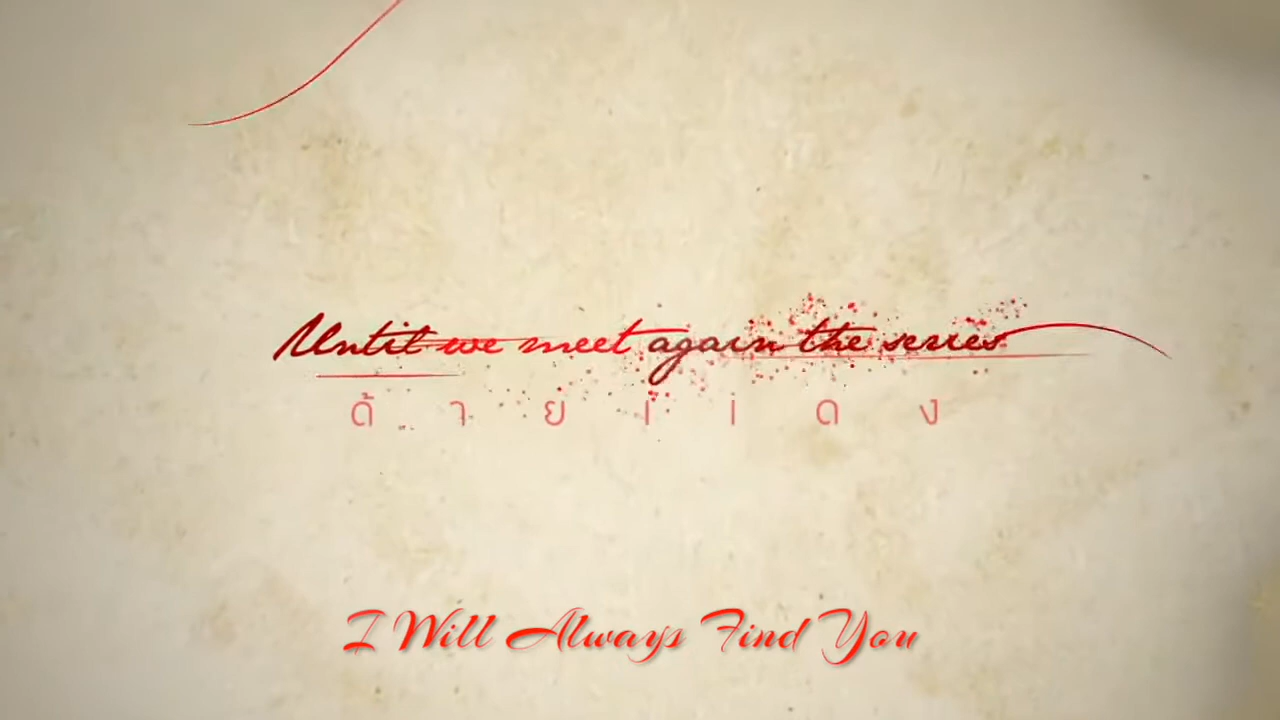 Until we meet again the series
ด้ายแดง
I Will Always Find You